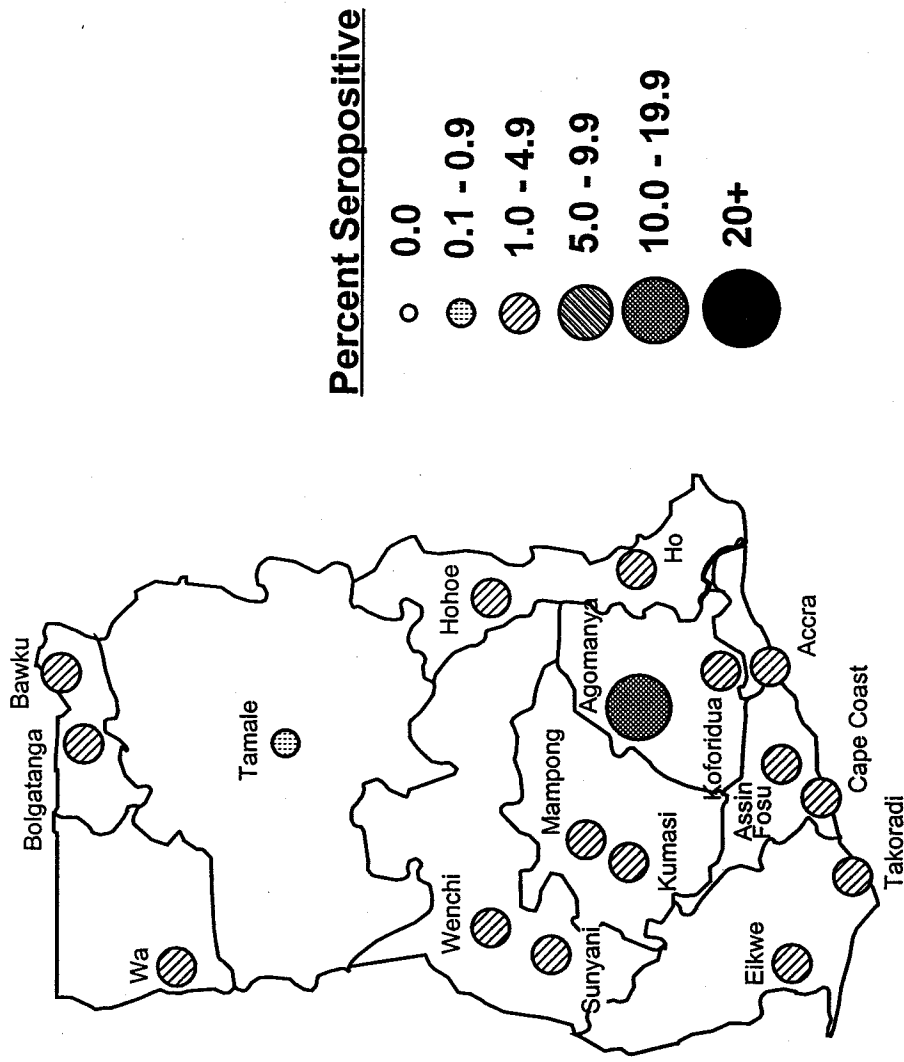 Percent Seropositive
0.0
0.1 - 0.9
1.0 - 4.9
5.0 - 9.9
10.0 - 19.9
20+
Bawku
Bolgatanga
Wa
Tamale
Hohoe
Ho
Wenchi
Sunyani
Mampong
Kumasi
Agomanya
Koforidua
Assin
Fosu
Accra
Cape Coast
Takoradi
Eikwe